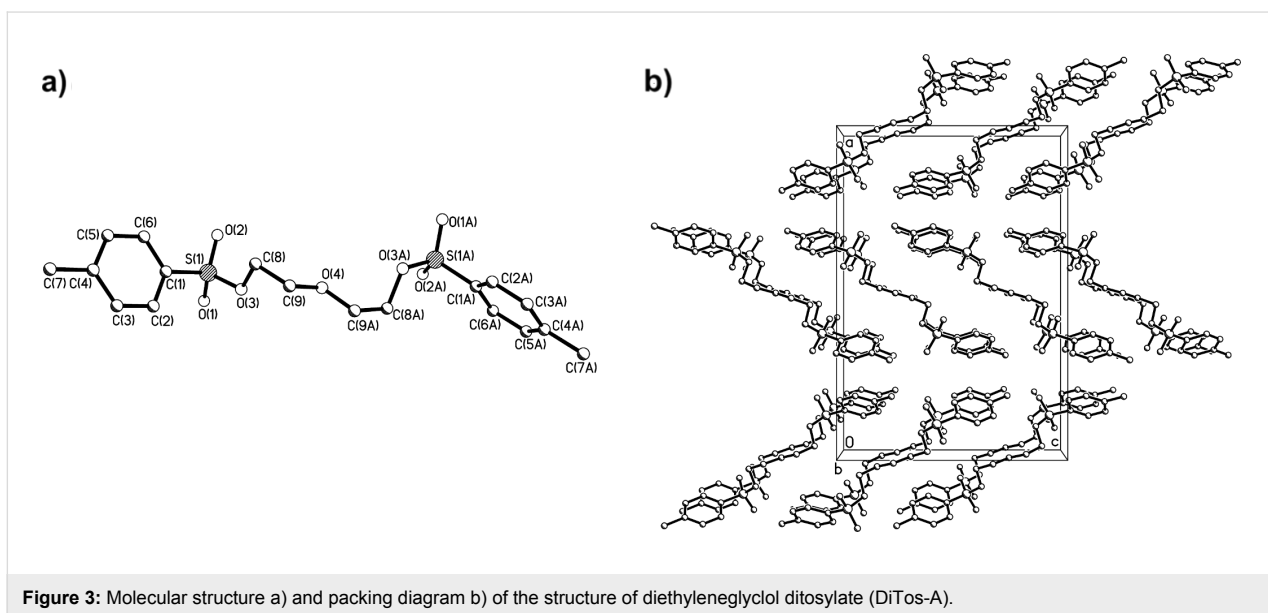 a)
b)
C(5)
C(6)
O(2)
S(1)
C(8)
C(7)
C(4)
C(1)
C(3)
C(2)
O(1)
O(3)
C(9)
O(4)
C(9A)
C(8A)
O(3A)
O(1A)
S(1A)
O(2A)
C(1A)
C(2A)
C(3A)
C(6A)
C(4A)
C(5A)
C(7A)
a
0
b
c
Figure 3: Molecular structure a) and packing diagram b) of the structure of diethyleneglyclol ditosylate (DiTos-A).